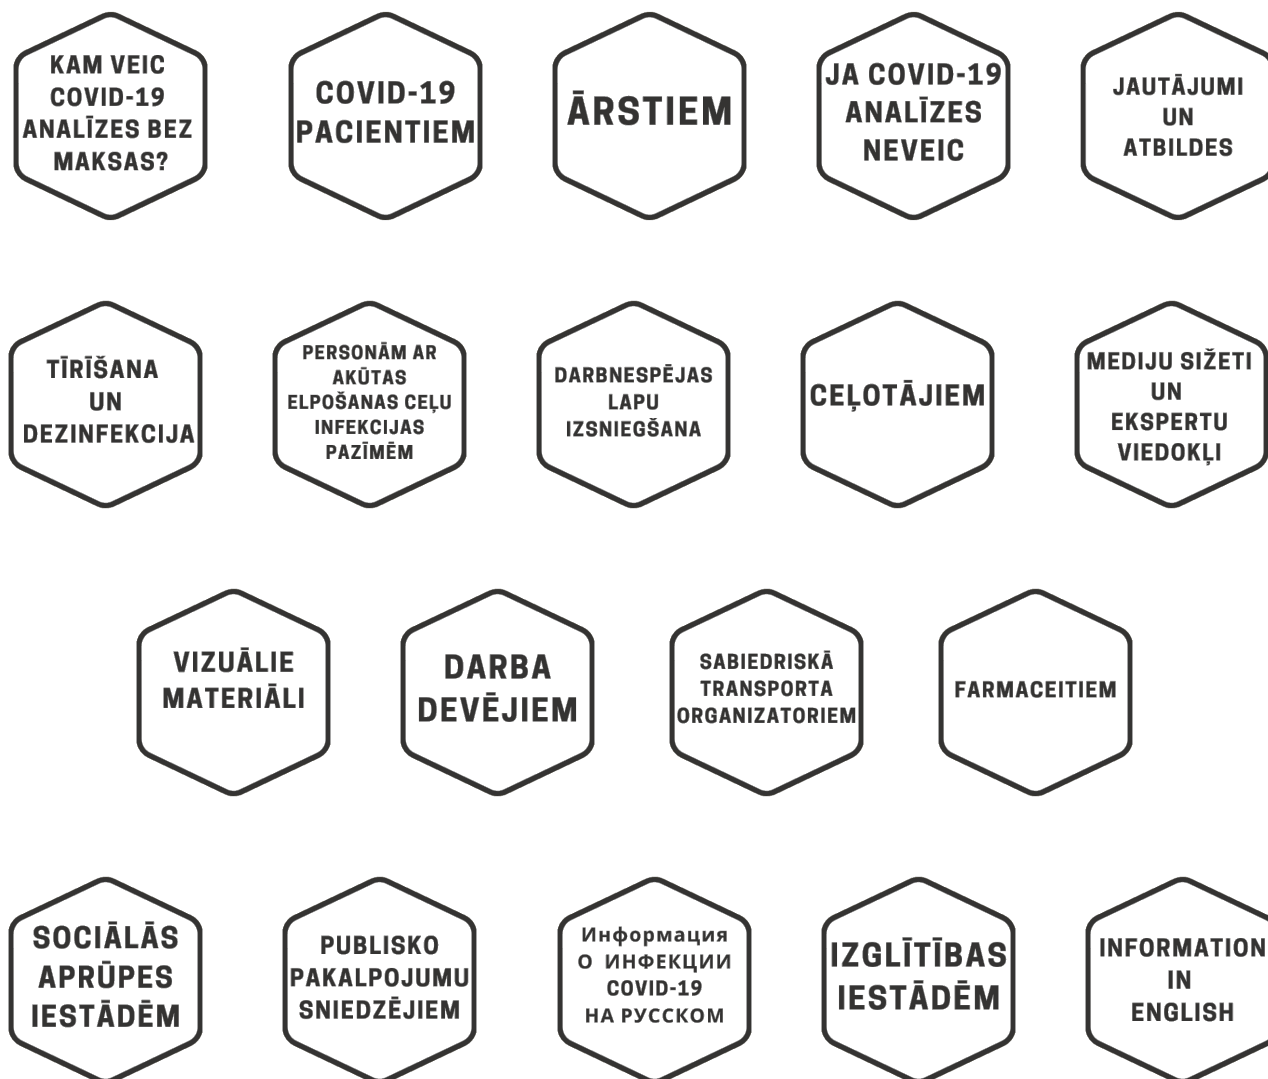 KAM VEIC
COVID-19
ANALĪZES BEZ
MAKSAS?
COVID-19
PACIENTIEM
ĀRSTIEM
JA COVID-19
ANALĪZES
NEVEIC
JAUTĀJUMI
UN
ATBILDES
TĪRĪŠANA
UN
DEZINFEKCIJA
PERSONĀM AR
AKŪTAS
ELPOŠANAS CEĻU
INFEKCIJAS
PAZĪMĒM
DARBNESPĒJAS
LAPU
IZSNIEGŠANA
CEĻOTĀJIEM
MEDIJU SIŽETI
UN
EKSPERTU
VIEDOKĻI
VIZUĀLIE
MATERIĀLI
DARBA
DEVĒJIEM
SABIEDRISKĀ
TRANSPORTA
ORGANIZATORIEM
FARMACEITIEM
SOCIĀLĀS
APRŪPES
IESTĀDĒM
PUBLISKO
PAKALPOJUMU
SNIEDZĒJIEM
Информация
О ИНФЕКЦИИ
COVID-19
НА РУССКОМ
IZGLĪTĪBAS
IESTĀDĒM
INFORMATION
IN
ENGLISH